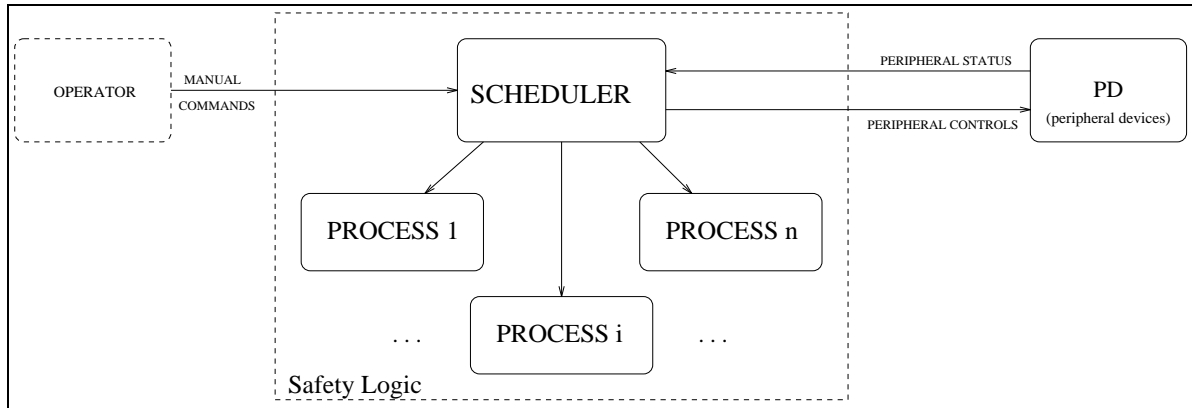 OPERATOR
MANUAL
COMMANDS
SCHEDULER
PERIPHERAL STATUS
PERIPHERAL CONTROLS
PD
(peripheral devices)
PROCESS 1
PROCESS n
. . .
PROCESS i
. . .
Safety Logic